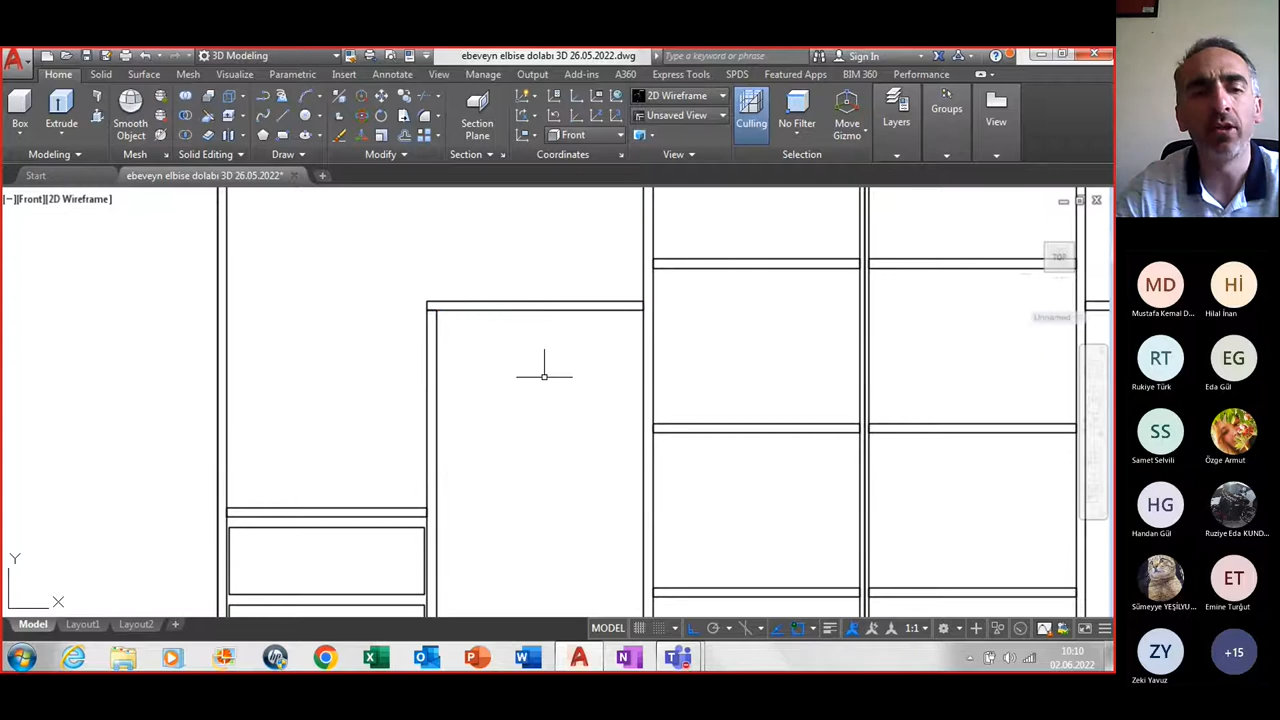 3D Modeling
ebeveyn elbise dolabı 3D 26.05.2022.dwg
Type a keyword or phrase
Sign In
Home Solid Surface Mesh Visualize Parametric Insert Annotate View Manage Output Add-ins A360 Express Tools SPDS Featured Apps BIM 360 Performance
Box
Extrude
Smooth
Object
Section
Plane
Front
2D Wireframe
Unsaved View
Culling
No Filter
Move
Gizmo
Layers
Groups
View
Modeling Mesh Solid Editing Draw Modify Section Coordinates View Selection
Start
ebeveyn elbise dolabı 3D 26.05.2022*
[−][Front][2D Wireframe]
TOP
Unnamed
Y
X
Model Layout1 Layout2
MODEL
1:1
10:10
02.06.2022
MD
Mustafa Kemal D...
Hİ
Hilal İnan
RT
Rukiye Türk
EG
Eda Gül
SS
Samet Selvili
Özge Armut
HG
Handan Gül
Ruziye Eda KUND...
Sümeyye YEŞİLYU...
ET
Emine Turğut
ZY
Zeki Yavuz
+15